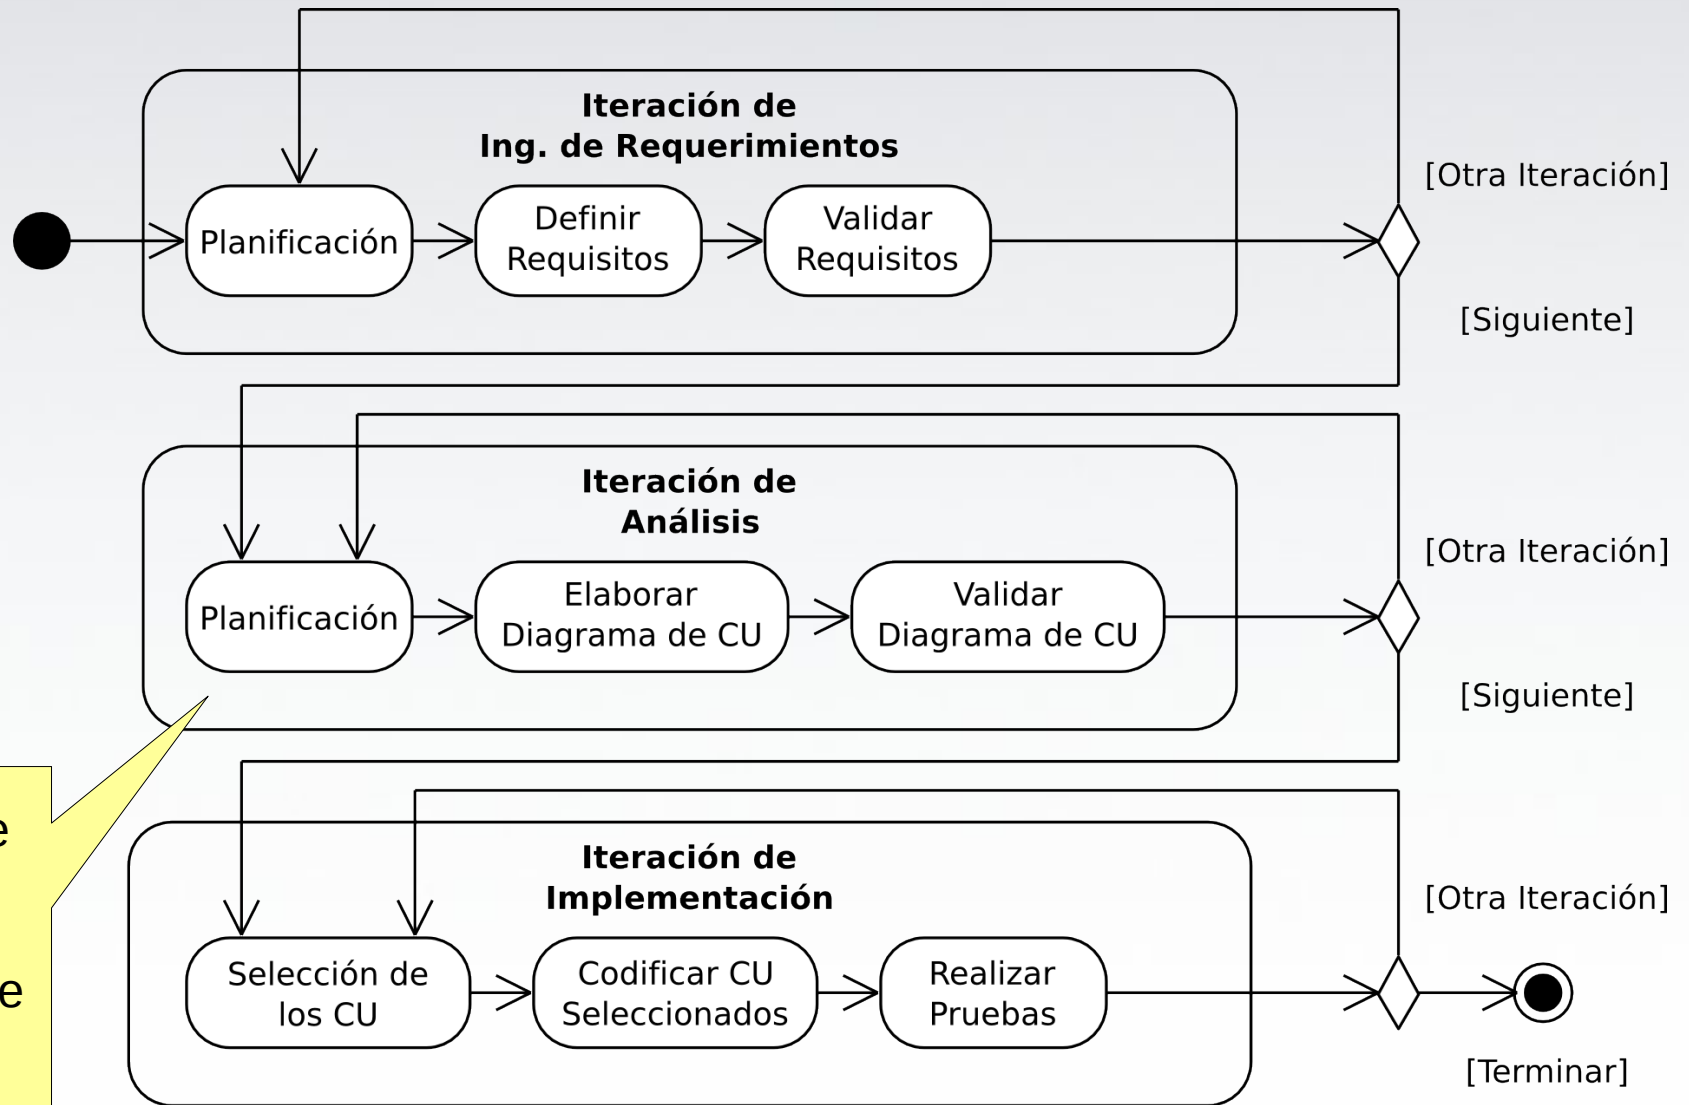 Iteración de
Ing. de Requerimientos
[Otra Iteración]
Planificación
Definir
Requisitos
Validar
Requisitos
[Siguiente]
Iteración de
Análisis
[Otra Iteración]
Planificación
Elaborar
Diagrama de CU
Validar
Diagrama de CU
[Siguiente]
e
e
Iteración de
Implementación
[Otra Iteración]
Selección de
los CU
Codificar CU
Seleccionados
Realizar
Pruebas
[Terminar]